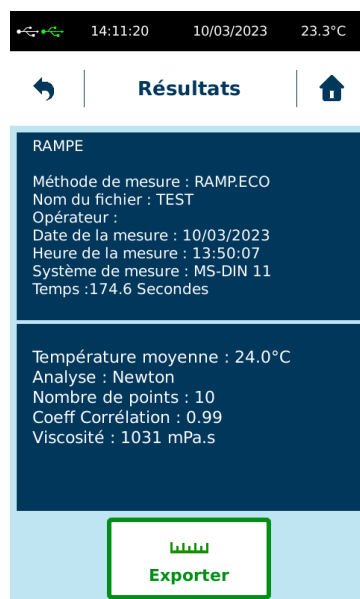 14:11:20 10/03/2023 23.3°C
Résultats
RAMPE
Méthode de mesure : RAMP.ECO
Nom du fichier : TEST
Opérateur :
Date de la mesure : 10/03/2023
Heure de la mesure : 13:50:07
Système de mesure : MS-DIN 11
Temps :174.6 Secondes
Température moyenne : 24.0°C
Analyse : Newton
Nombre de points : 10
Coeff Corrélation : 0.99
Viscosité : 1031 mPa.s
Exporter